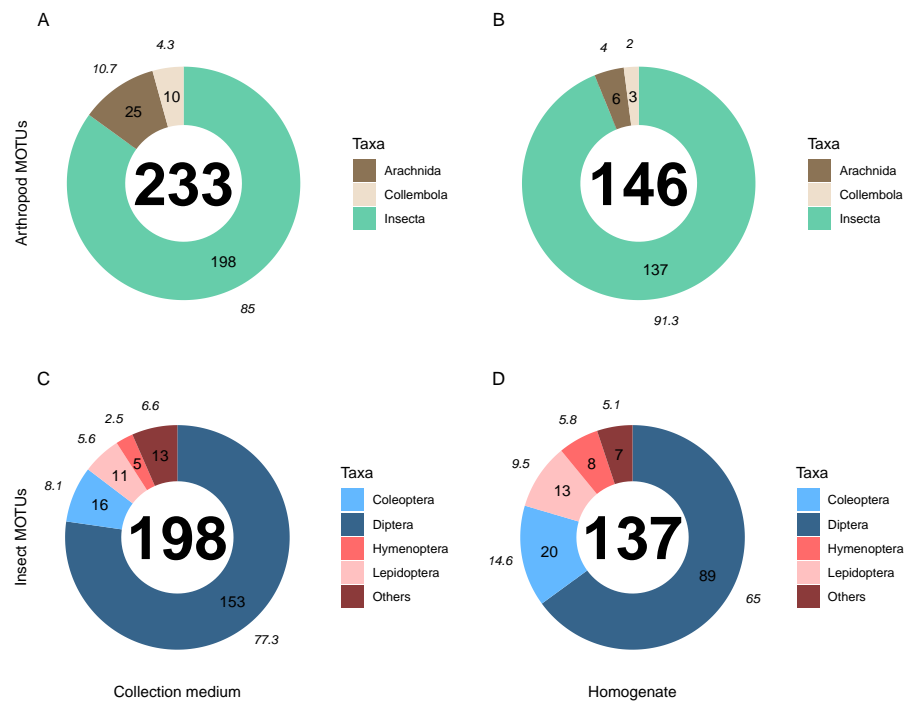 A
4.3
10.7
10
25
233
198
85
Arthropod MOTUs
Taxa
Arachnida
Collembola
Insecta
B
4
2
6
3
146
137
91.3
Taxa
Arachnida
Collembola
Insecta
C
6.6
2.5
5.6
8.1
13
5
11
16
198
153
77.3
Insect MOTUs
Taxa
Coleoptera
Diptera
Hymenoptera
Lepidoptera
Others
Collection medium
D
5.1
5.8
9.5
14.6
7
8
13
20
137
89
65
Taxa
Coleoptera
Diptera
Hymenoptera
Lepidoptera
Others
Homogenate